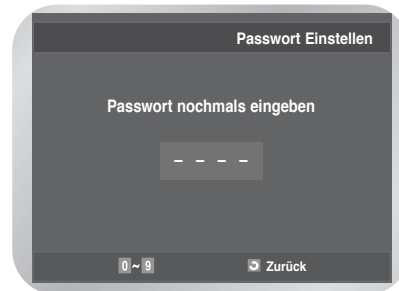 Passwort Einstellen
Passwort nochmals eingeben
– – – –
0 ~ 9 Zurück